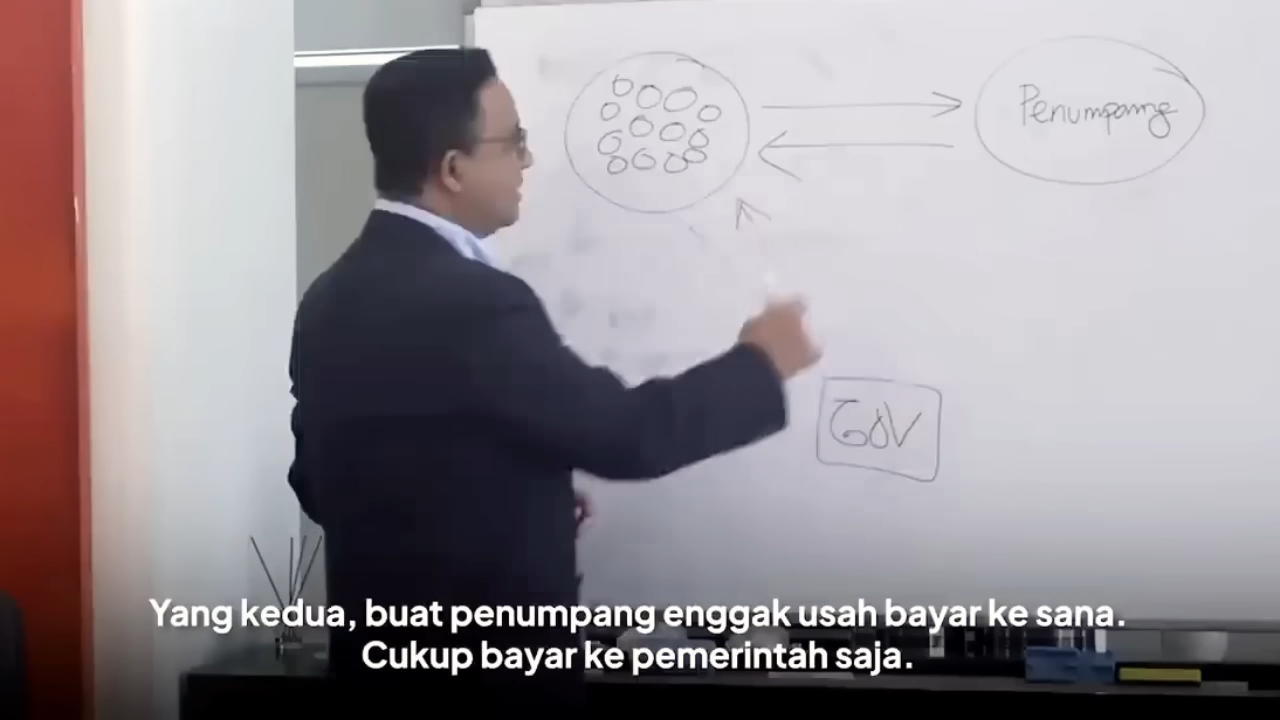 Penumpang
GOV
Yang kedua, buat penumpang enggak usah bayar ke sana.
Cukup bayar ke pemerintah saja.